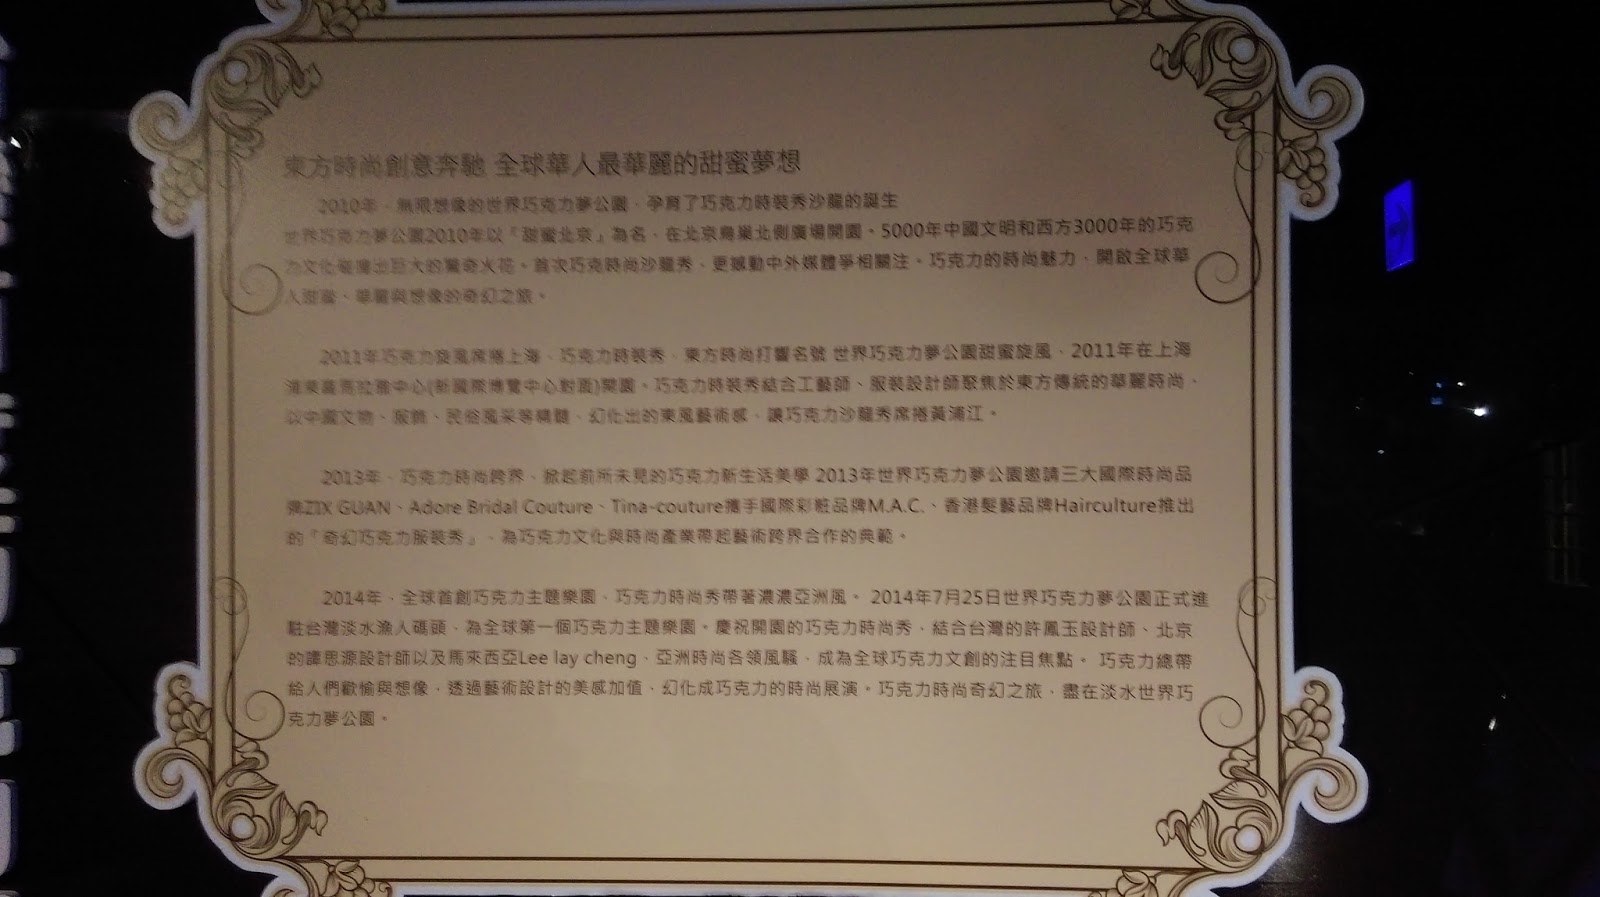 東方時尚創意奔馳 全球華人最華麗的甜蜜夢想
2010年，無限想像的世界巧克力夢公園，孕育了巧克力時裝秀沙龍的誕生
世界巧克力夢公園2010年以「甜蜜北京」為名，在北京鳥巢北側廣場開園。5000年中國文明和西方3000年的巧克
力文化碰撞出巨大的驚奇火花。首次巧克時尚沙龍秀，更撼動中外媒體爭相關注。巧克力的時尚魅力，開啟全球華
人甜蜜、華麗與想像的奇幻之旅。
2011年巧克力旋風席捲上海，巧克力時裝秀，東方時尚打響名號 世界巧克力夢公園甜蜜旋風，2011年在上海
浦東嘉里社雅中心(新國際博覽中心對面)開園。巧克力時裝秀結合工藝師、服裝設計師聚焦於東方傳統的華麗時尚，
以中國文物、服飾、民俗風采等精髓，幻化出的東風藝術感，讓巧克力沙龍秀席捲黃浦江。
2013年，巧克力時尚跨界，掀起前所未見的巧克力新生活美學 2013年世界巧克力夢公園邀請三大國際時尚品
牌ZIX GUAN、Adore Bridal Couture、Tina-couture攜手國際彩粧品牌M.A.C.、香港髮藝品牌Hairculture推出
的「奇幻巧克力服裝秀」，為巧克力文化與時尚產業帶起藝術跨界合作的典範。
2014年，全球首創巧克力主題樂園，巧克力時尚秀帶著濃濃亞洲風。 2014年7月25日世界巧克力夢公園正式進
駐台灣淡水漁人碼頭，為全球第一個巧克力主題樂園。慶祝開園的巧克力時尚秀，結合台灣的許鳳玉設計師、北京
的譚思源設計師以及馬來西亞Lee lay cheng，亞洲時尚各領風騷，成為全球巧克力文創的注目焦點。 巧克力總帶
給人們歡愉與想像，透過藝術設計的美感加值，幻化成巧克力的時尚展演。巧克力時尚奇幻之旅，盡在淡水世界巧
克力夢公園。